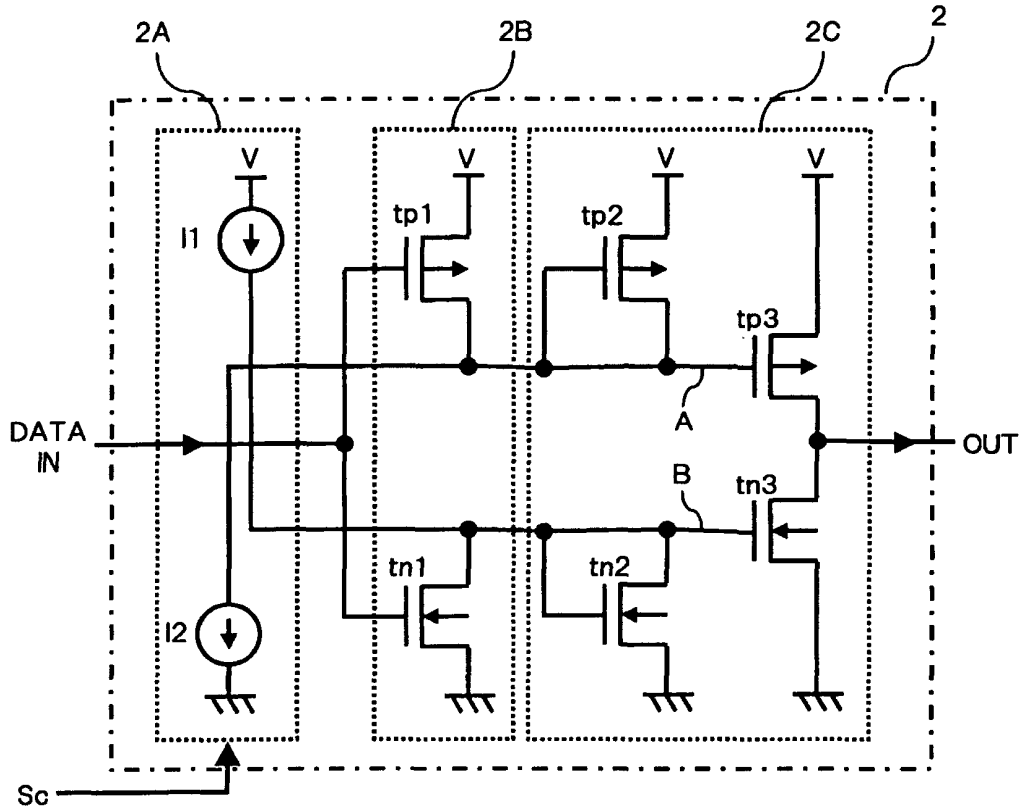 2
2A
2B
2C
V
V
V
V
I1
tp1
tp2
tp3
A
DATA
IN
OUT
B
tn3
tn1
tn2
I2
Sc